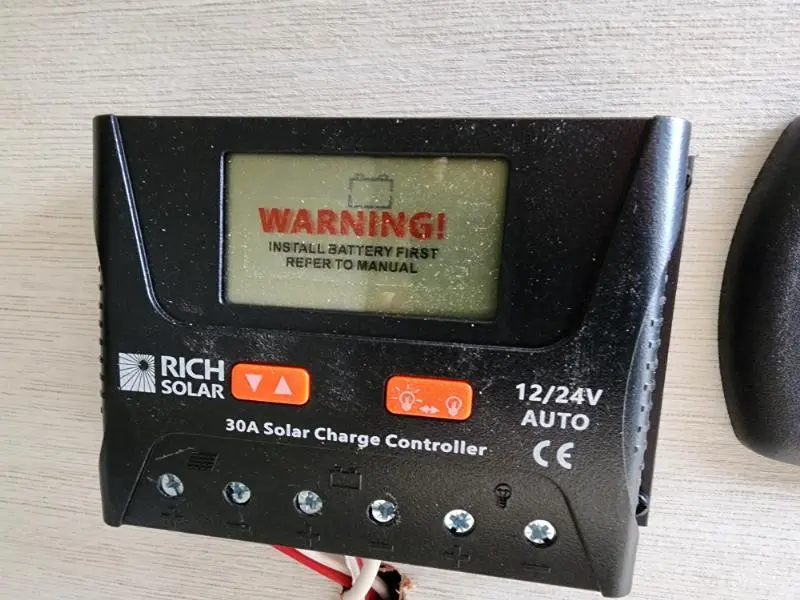 WARNING!
INSTALL BATTERY FIRST
REFER TO MANUAL
RICH
SOLAR
12/24V
AUTO
30A Solar Charge Controller
CE
+ - + - + -